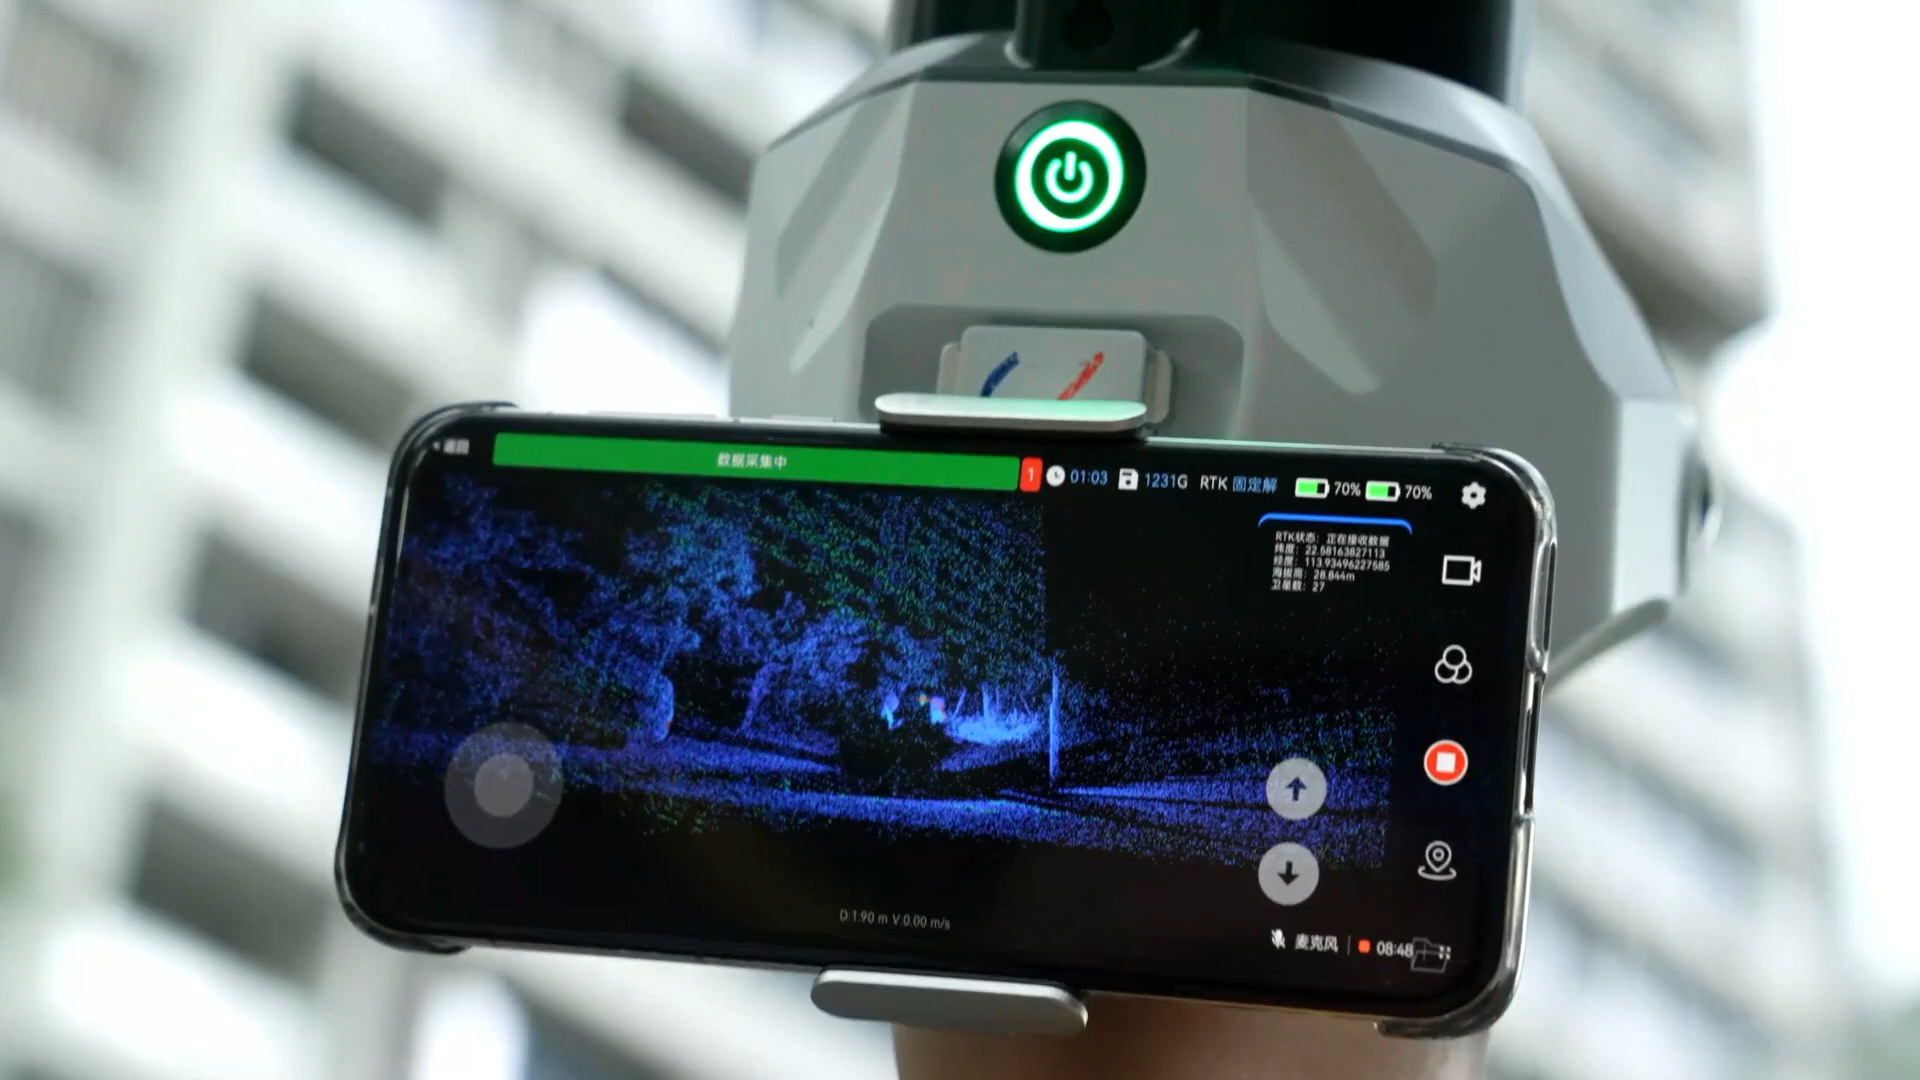 返回
数据采集中
1
01:03
1231G
RTK 固定解
70%
70%
RTK状态: 正在接收数据
纬度: 22.58163827113
经度: 113.93496227585
海拔高: 28.844m
卫星数: 27
D:1.90 m V:0.00 m/s
麦克风
08:48